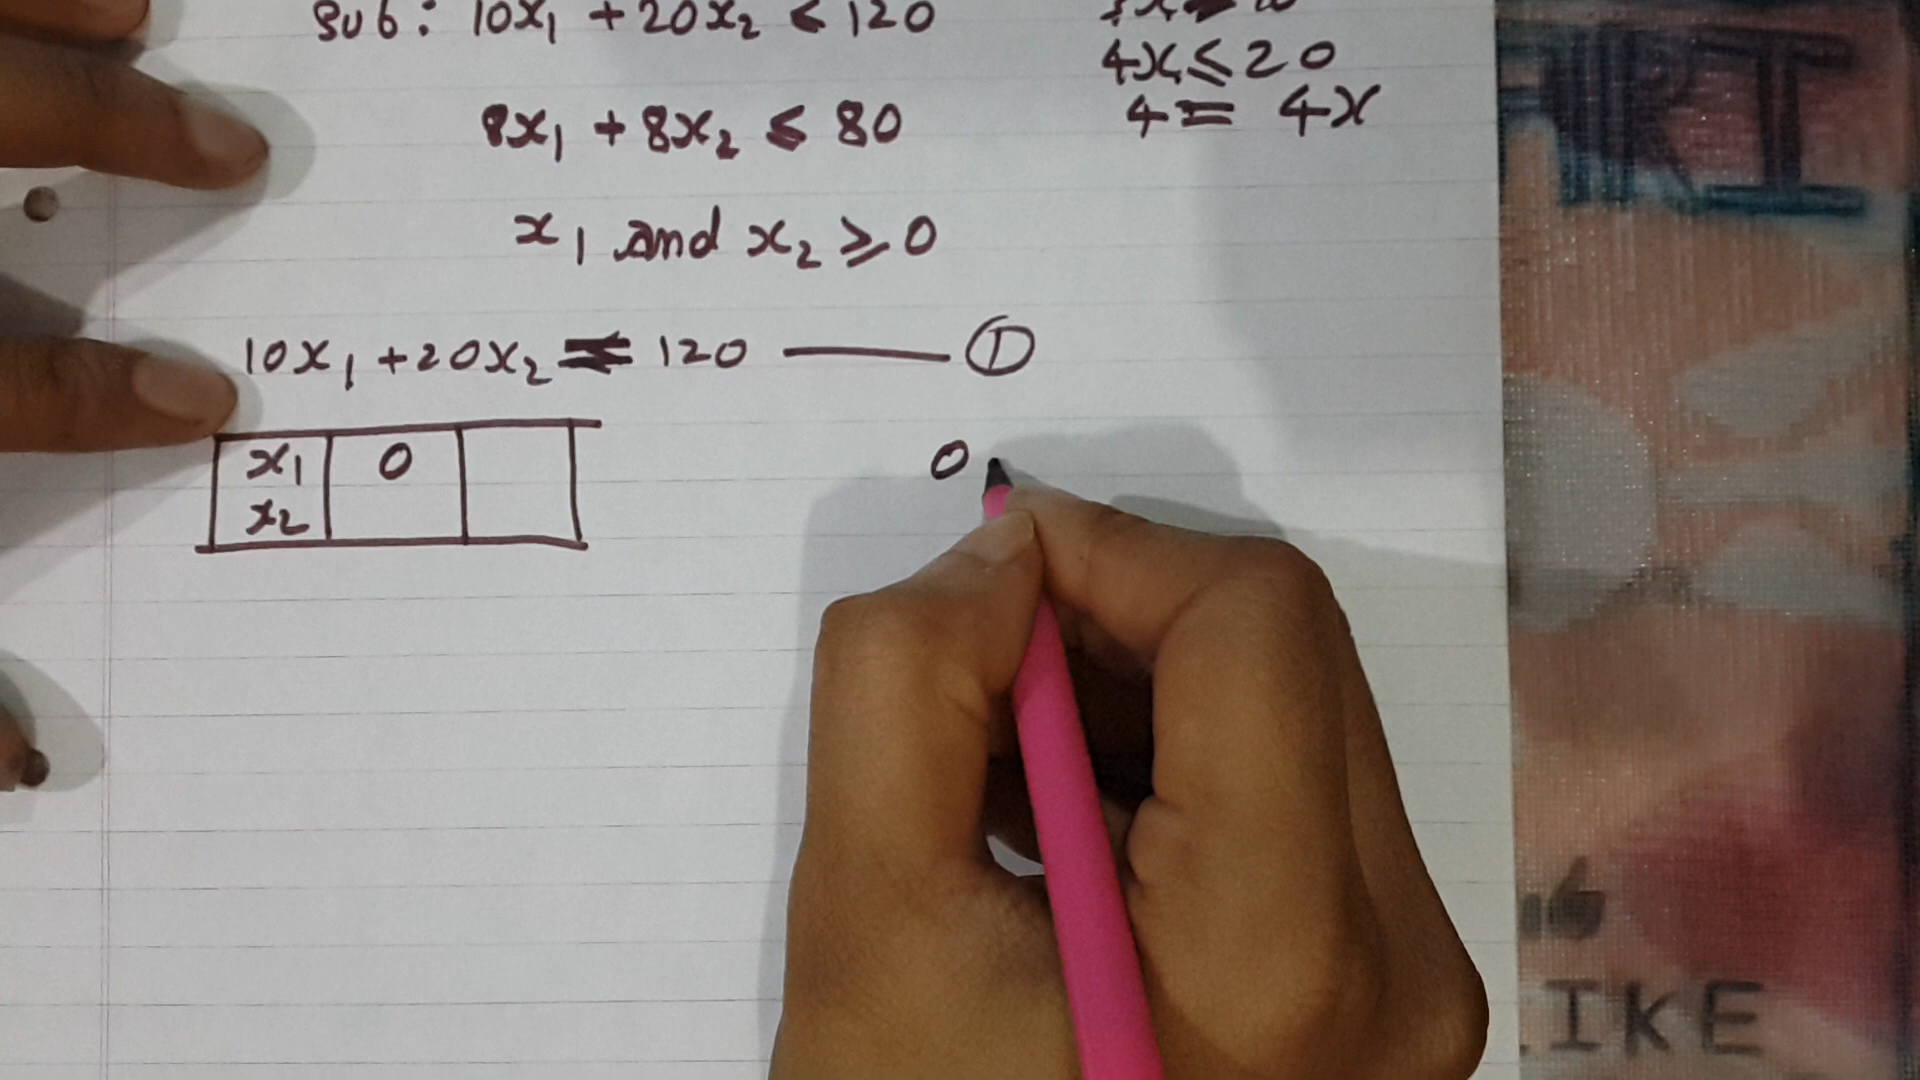 Sub: 10x₁ + 20x₂ ≤ 120
4x ≤ 20
4 = 4x
8x₁ + 8x₂ ≤ 80
x₁ and x₂ ≥ 0
10x₁ + 20x₂ = 120 —— ①
x₁ 0
x₂
0
IKE